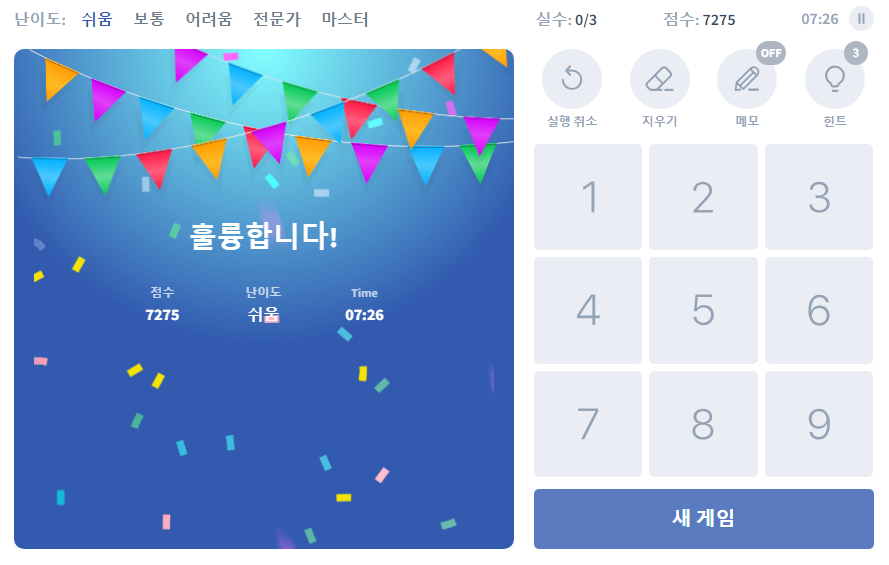 난이도: 쉬움 보통 어려움 전문가 마스터
실수: 0/3 점수: 7275 07:26
OFF 3
실행 취소 지우기 메모 힌트
훌륭합니다!
점수 난이도 Time
7275 쉬움 07:26
1 2 3
4 5 6
7 8 9
새 게임